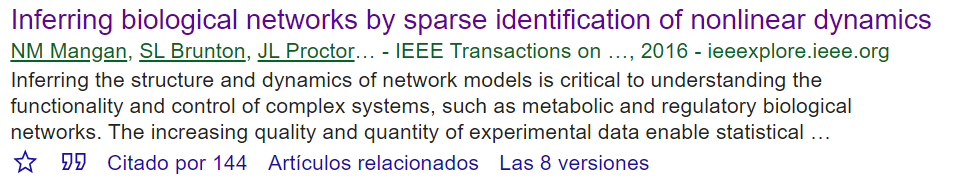 Inferring biological networks by sparse identification of nonlinear dynamics
NM Mangan, SL Brunton, JL Proctor… - IEEE Transactions on …, 2016 - ieeexplore.ieee.org
Inferring the structure and dynamics of network models is critical to understanding the
functionality and control of complex systems, such as metabolic and regulatory biological
networks. The increasing quality and quantity of experimental data enable statistical …
Citado por 144 Artículos relacionados Las 8 versiones